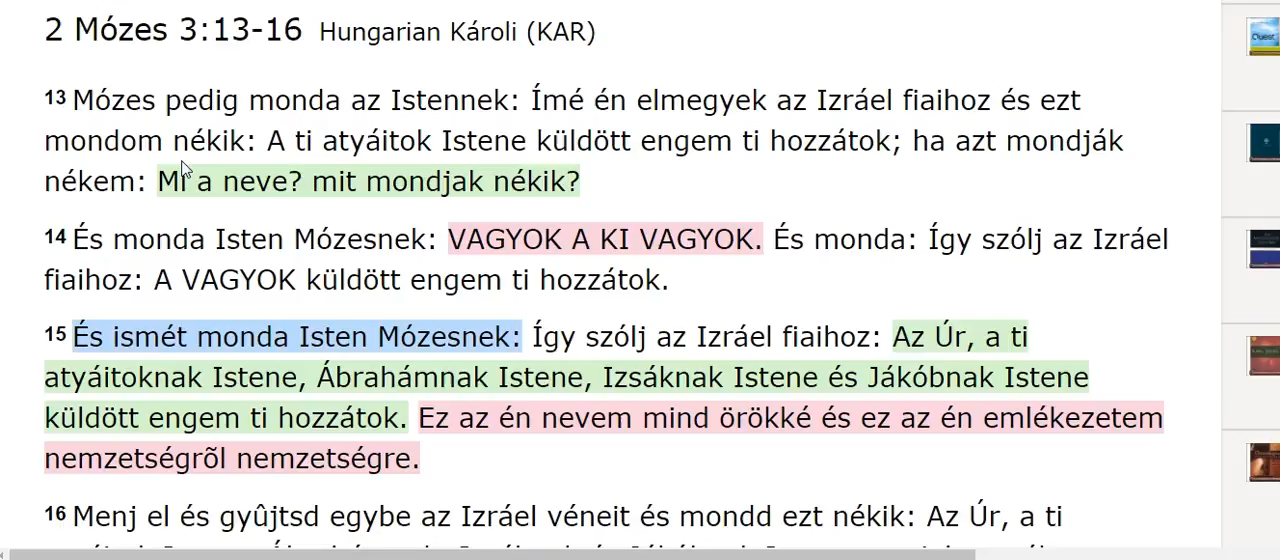 2 Mózes 3:13-16 Hungarian Károli (KAR)
13 Mózes pedig monda az Istennek: Ímé én elmegyek az Izráel fiaihoz és ezt
mondom nékik: A ti atyáitok Istene küldött engem ti hozzátok; ha azt mondják
nékem: Mi a neve? mit mondjak nékik?
14 És monda Isten Mózesnek: VAGYOK A KI VAGYOK. És monda: Így szólj az Izráel
fiaihoz: A VAGYOK küldött engem ti hozzátok.
15 És ismét monda Isten Mózesnek: Így szólj az Izráel fiaihoz: Az Úr, a ti
atyáitoknak Istene, Ábrahámnak Istene, Izsáknak Istene és Jákóbnak Istene
küldött engem ti hozzátok. Ez az én nevem mind örökké és ez az én emlékezetem
nemzetségrõl nemzetségre.
16 Menj el és gyûjtsd egybe az Izráel véneit és mondd ezt nékik: Az Úr, a ti